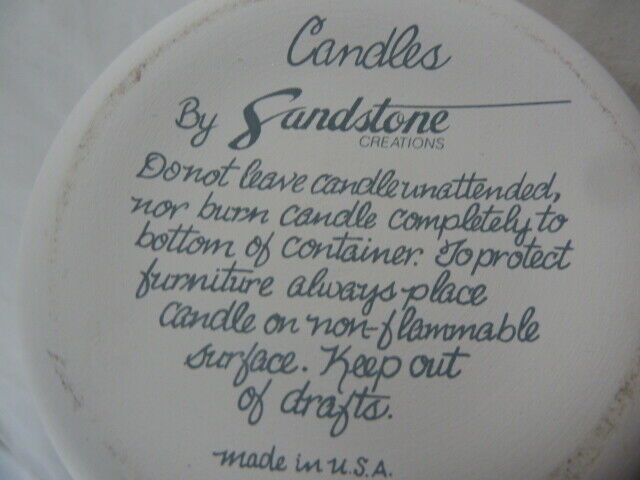 Candles
By Sandstone
CREATIONS
Do not leave candle unattended,
nor burn candle completely to
bottom of container. To protect
furniture always place
candle on non-flammable
surface. Keep out
of drafts.
made in U.S.A.